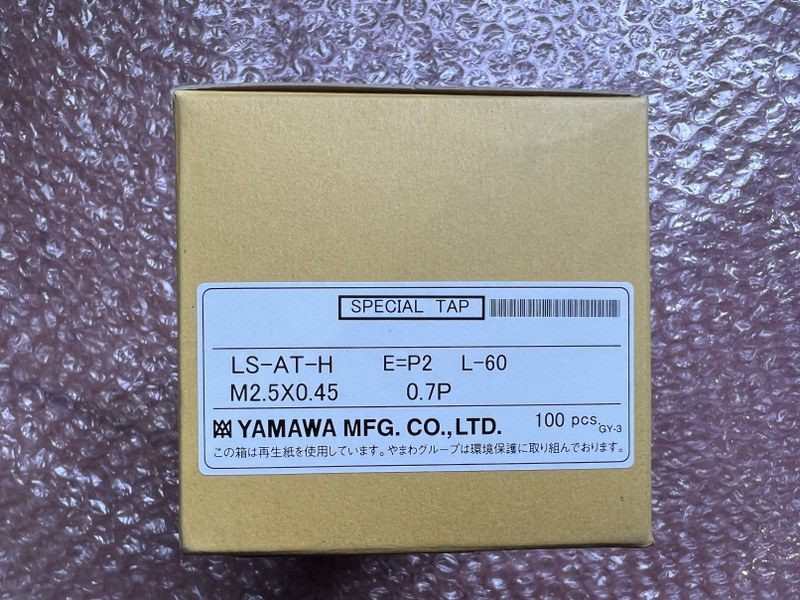 SPECIAL TAP
LS-AT-H E=P2 L-60
M2.5X0.45 0.7P
YAMAWA MFG. CO.,LTD. 100 pcs. GY-3
この箱は再生紙を使用しています。やまわグループは環境保護に取り組んでおります。